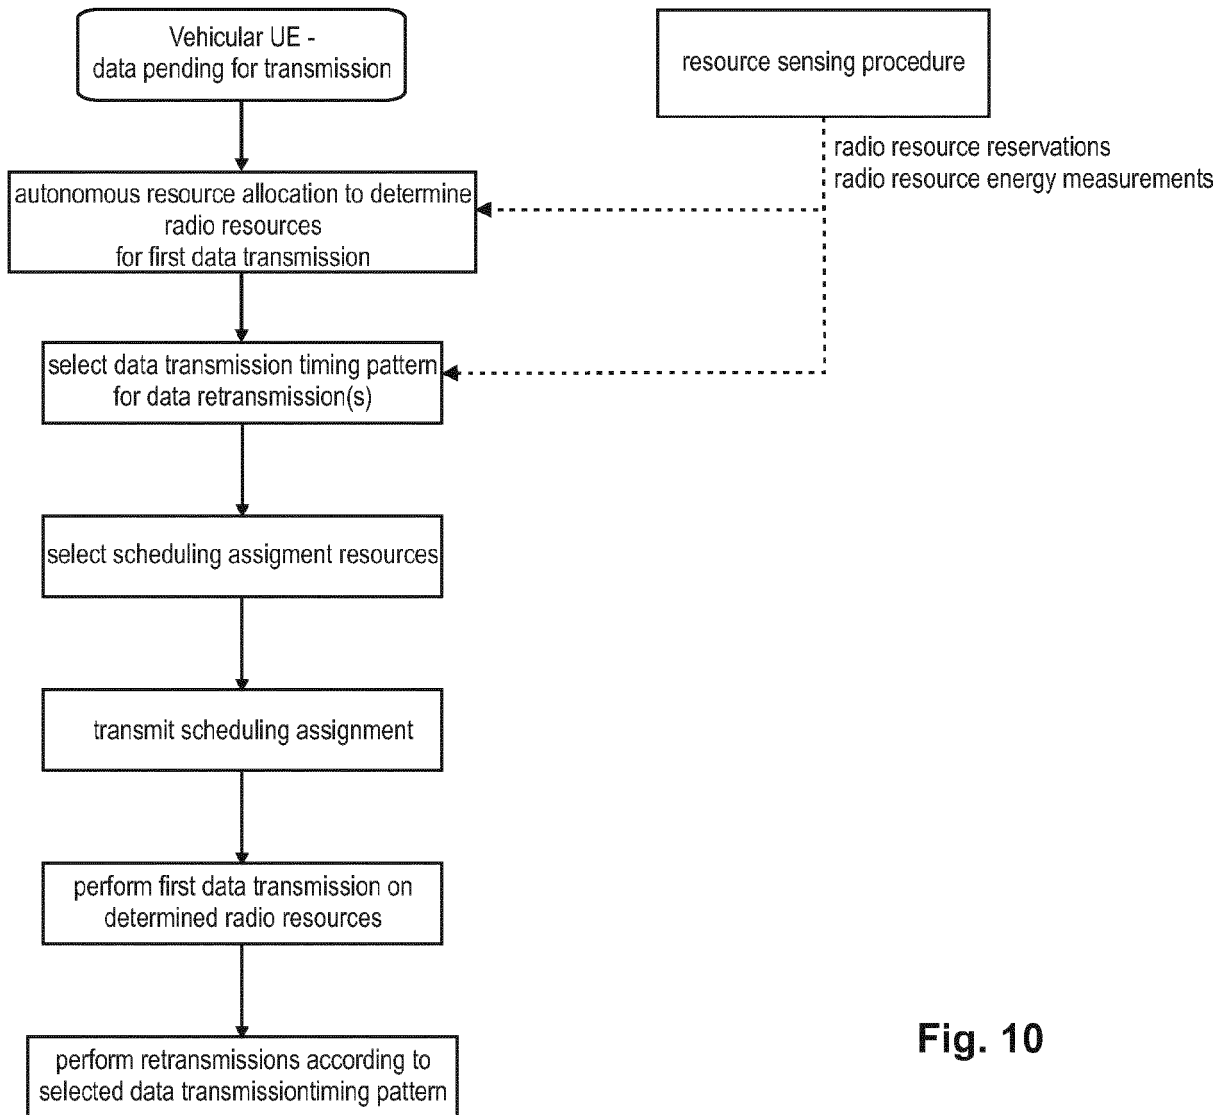 Vehicular UE -
data pending for transmission
resource sensing procedure
radio resource reservations
radio resource energy measurements
autonomous resource allocation to determine
radio resources
for first data transmission
select data transmission timing pattern
for data retransmission(s)
select scheduling assigment resources
transmit scheduling assignment
perform first data transmission on
determined radio resources
perform retransmissions according to
selected data transmissiontiming pattern
Fig. 10